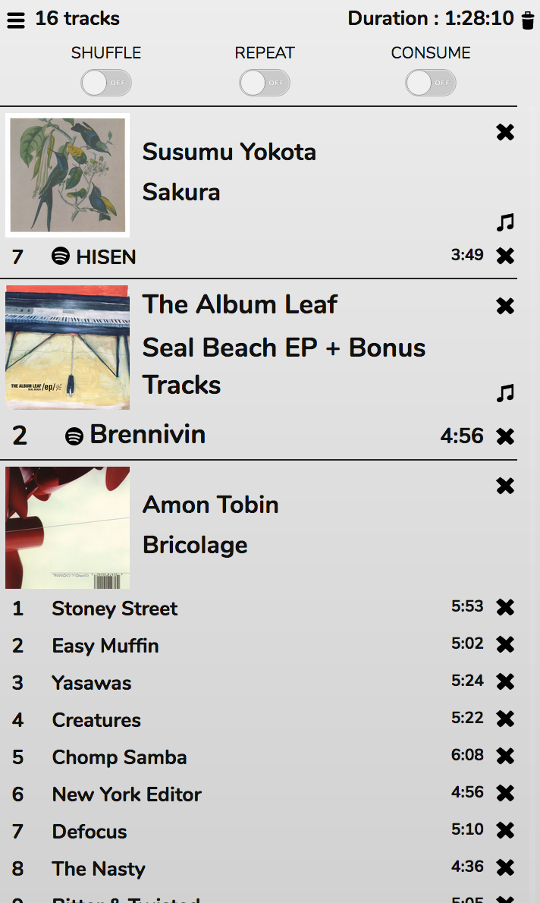 16 tracks Duration : 1:28:10
SHUFFLE REPEAT CONSUME
OFF OFF OFF
Susumu Yokota
Sakura
7 HISEN 3:49
The Album Leaf
Seal Beach EP + Bonus
Tracks
THE ALBUM LEAF
2 Brennivin 4:56
Amon Tobin
Bricolage
1 Stoney Street 5:53
2 Easy Muffin 5:02
3 Yasawas 5:24
4 Creatures 5:22
5 Chomp Samba 6:08
6 New York Editor 4:56
7 Defocus 5:10
8 The Nasty 4:36
9 Bitter & Twisted 5:05